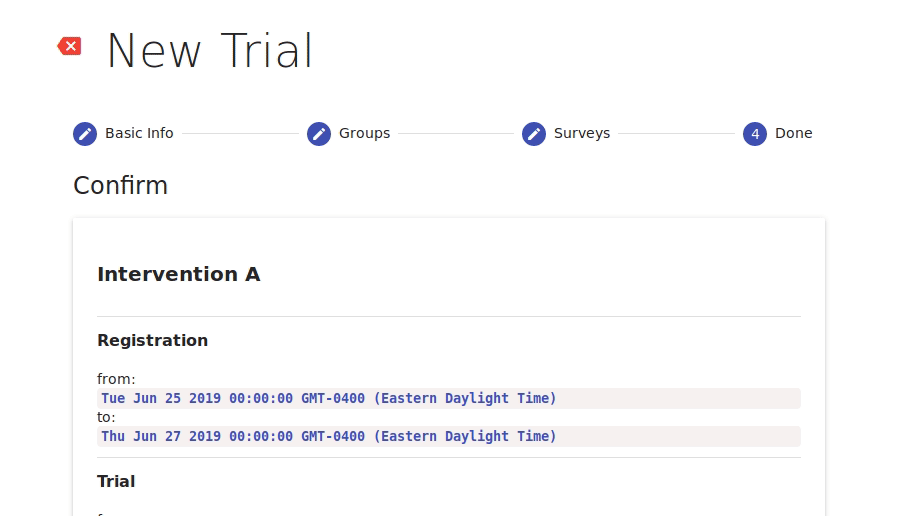 New Trial
Basic Info
Groups
Surveys
4 Done
Confirm
Intervention A
Registration
from:
Tue Jun 25 2019 00:00:00 GMT-0400 (Eastern Daylight Time)
to:
Thu Jun 27 2019 00:00:00 GMT-0400 (Eastern Daylight Time)
Trial